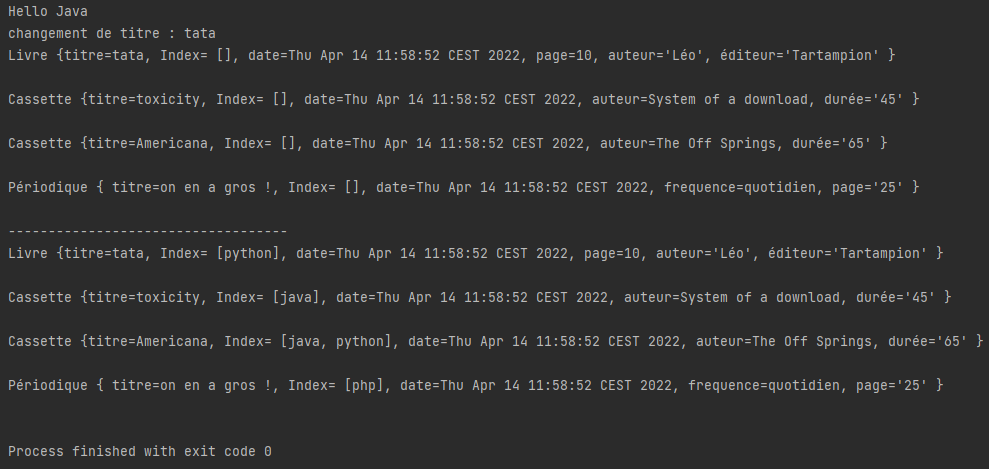 Hello Java
changement de titre : tata
Livre {titre=tata, Index= [], date=Thu Apr 14 11:58:52 CEST 2022, page=10, auteur='Léo', éditeur='Tartampion' }
Cassette {titre=toxicity, Index= [], date=Thu Apr 14 11:58:52 CEST 2022, auteur=System of a download, durée='45' }
Cassette {titre=Americana, Index= [], date=Thu Apr 14 11:58:52 CEST 2022, auteur=The Off Springs, durée='65' }
Périodique { titre=on en a gros !, Index= [], date=Thu Apr 14 11:58:52 CEST 2022, frequence=quotidien, page='25' }
-----------------------------------
Livre {titre=tata, Index= [python], date=Thu Apr 14 11:58:52 CEST 2022, page=10, auteur='Léo', éditeur='Tartampion' }
Cassette {titre=toxicity, Index= [java], date=Thu Apr 14 11:58:52 CEST 2022, auteur=System of a download, durée='45' }
Cassette {titre=Americana, Index= [java, python], date=Thu Apr 14 11:58:52 CEST 2022, auteur=The Off Springs, durée='65' }
Périodique { titre=on en a gros !, Index= [php], date=Thu Apr 14 11:58:52 CEST 2022, frequence=quotidien, page='25' }
Process finished with exit code 0